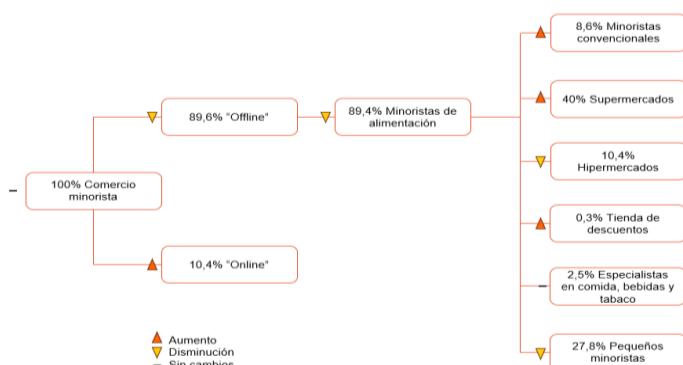 8,6% Minoristas
convencionales
89,6% "Offline"
89,4% Minoristas de
alimentación
40% Supermercados
10,4%
Hipermercados
100% Comercio
minorista
0,3% Tienda de
descuentos
10,4% "Online"
2,5% Especialistas
en comida, bebidas y
tabaco
27,8% Pequeños
minoristas
Aumento
Disminución
Sin cambios